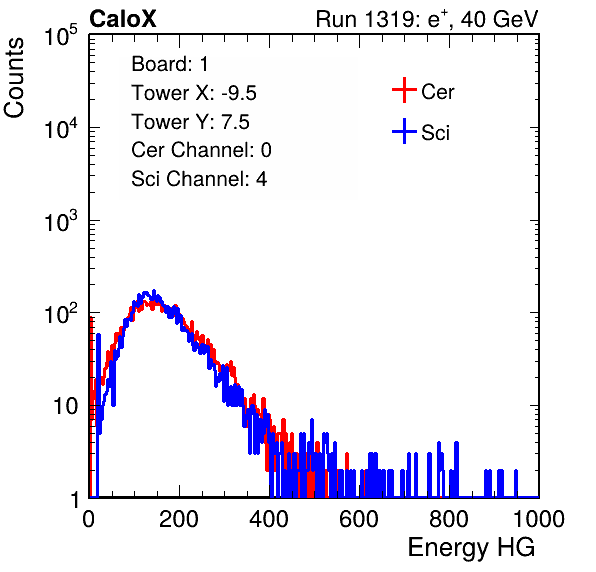 CaloX Run 1319: e⁺, 40 GeV
Board: 1
Tower X: -9.5
Tower Y: 7.5
Cer Channel: 0
Sci Channel: 4
Cer
Sci
Counts
10⁵
10⁴
10³
10²
10
1
0 200 400 600 800 1000
Energy HG